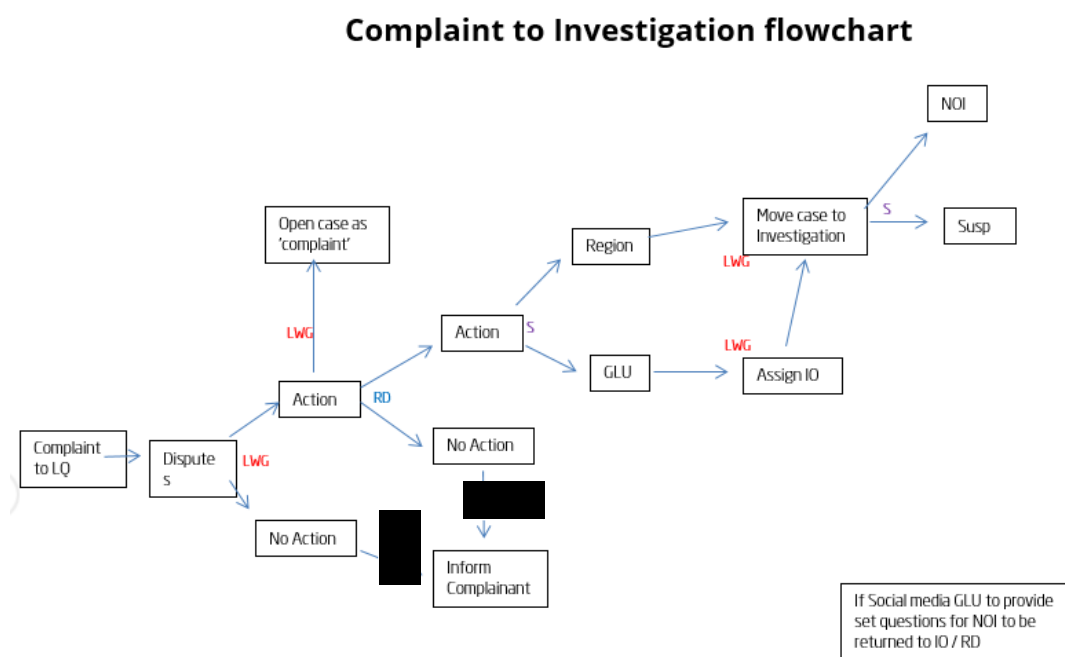 Complaint to Investigation flowchart
NOI
Open case as
'complaint'
Move case to
Investigation
S
Susp
Region
LWG
LWG
Action
S
LWG
GLU
Assign IO
Action
RD
Complaint
to LQ
Dispute
s
LWG
No Action
No Action
Inform
Complainant
If Social media GLU to provide
set questions for NOI to be
returned to IO / RD